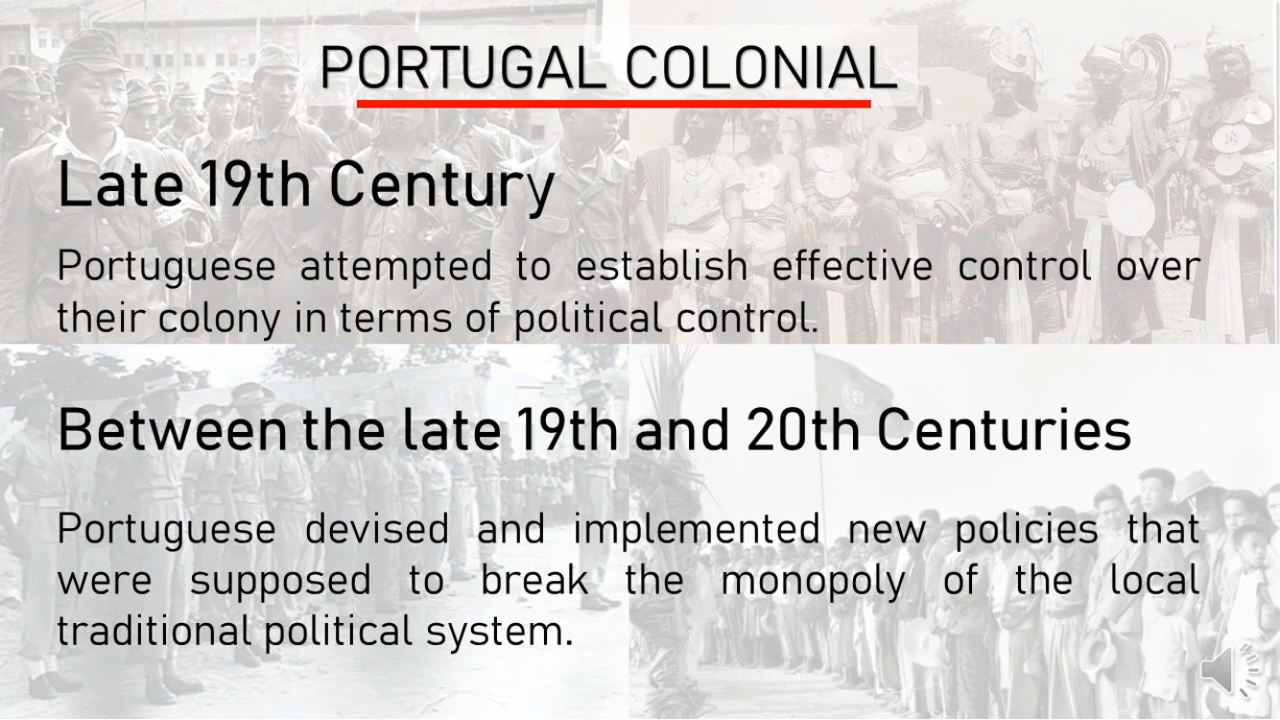 PORTUGAL COLONIAL
Late 19th Century
Portuguese attempted to establish effective control over
their colony in terms of political control.
Between the late 19th and 20th Centuries
Portuguese devised and implemented new policies that
were supposed to break the monopoly of the local
traditional political system.